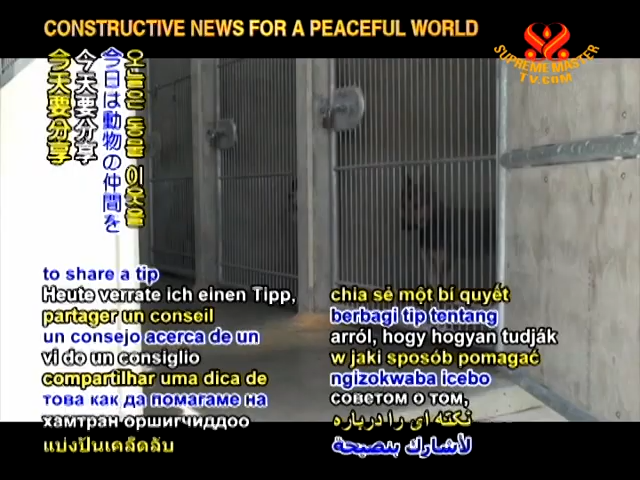 CONSTRUCTIVE NEWS FOR A PEACEFUL WORLD
SUPREME MASTER
TV.COM
今天要分享
今天要分享
今日は動物の仲間を
오늘은 동물 이웃을
to share a tip
Heute verrate ich einen Tipp,
partager un conseil
un consejo acerca de un
vi do un consiglio
compartilhar uma dica de
това как да помагаме на
хамтран оршигчиддоо
แบ่งปันเคล็ดลับ
chia sẻ một bí quyết
berbagi tip tentang
arról, hogy hogyan tudják
w jaki sposób pomagać
ngizokwaba icebo
советом о том,
نکته ای را درباره
لأشارك بنصيحة